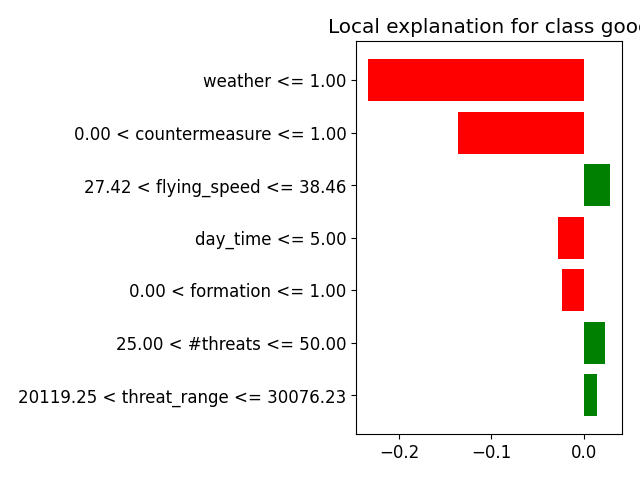 Local explanation for class goo
weather <= 1.00
0.00 < countermeasure <= 1.00
27.42 < flying_speed <= 38.46
day_time <= 5.00
0.00 < formation <= 1.00
25.00 < #threats <= 50.00
20119.25 < threat_range <= 30076.23
−0.2 −0.1 0.0